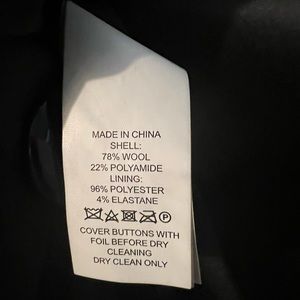 MADE IN CHINA
SHELL:
78% WOOL
22% POLYAMIDE
LINING:
96% POLYESTER
4% ELASTANE
P
COVER BUTTONS WITH
FOIL BEFORE DRY
CLEANING
DRY CLEAN ONLY